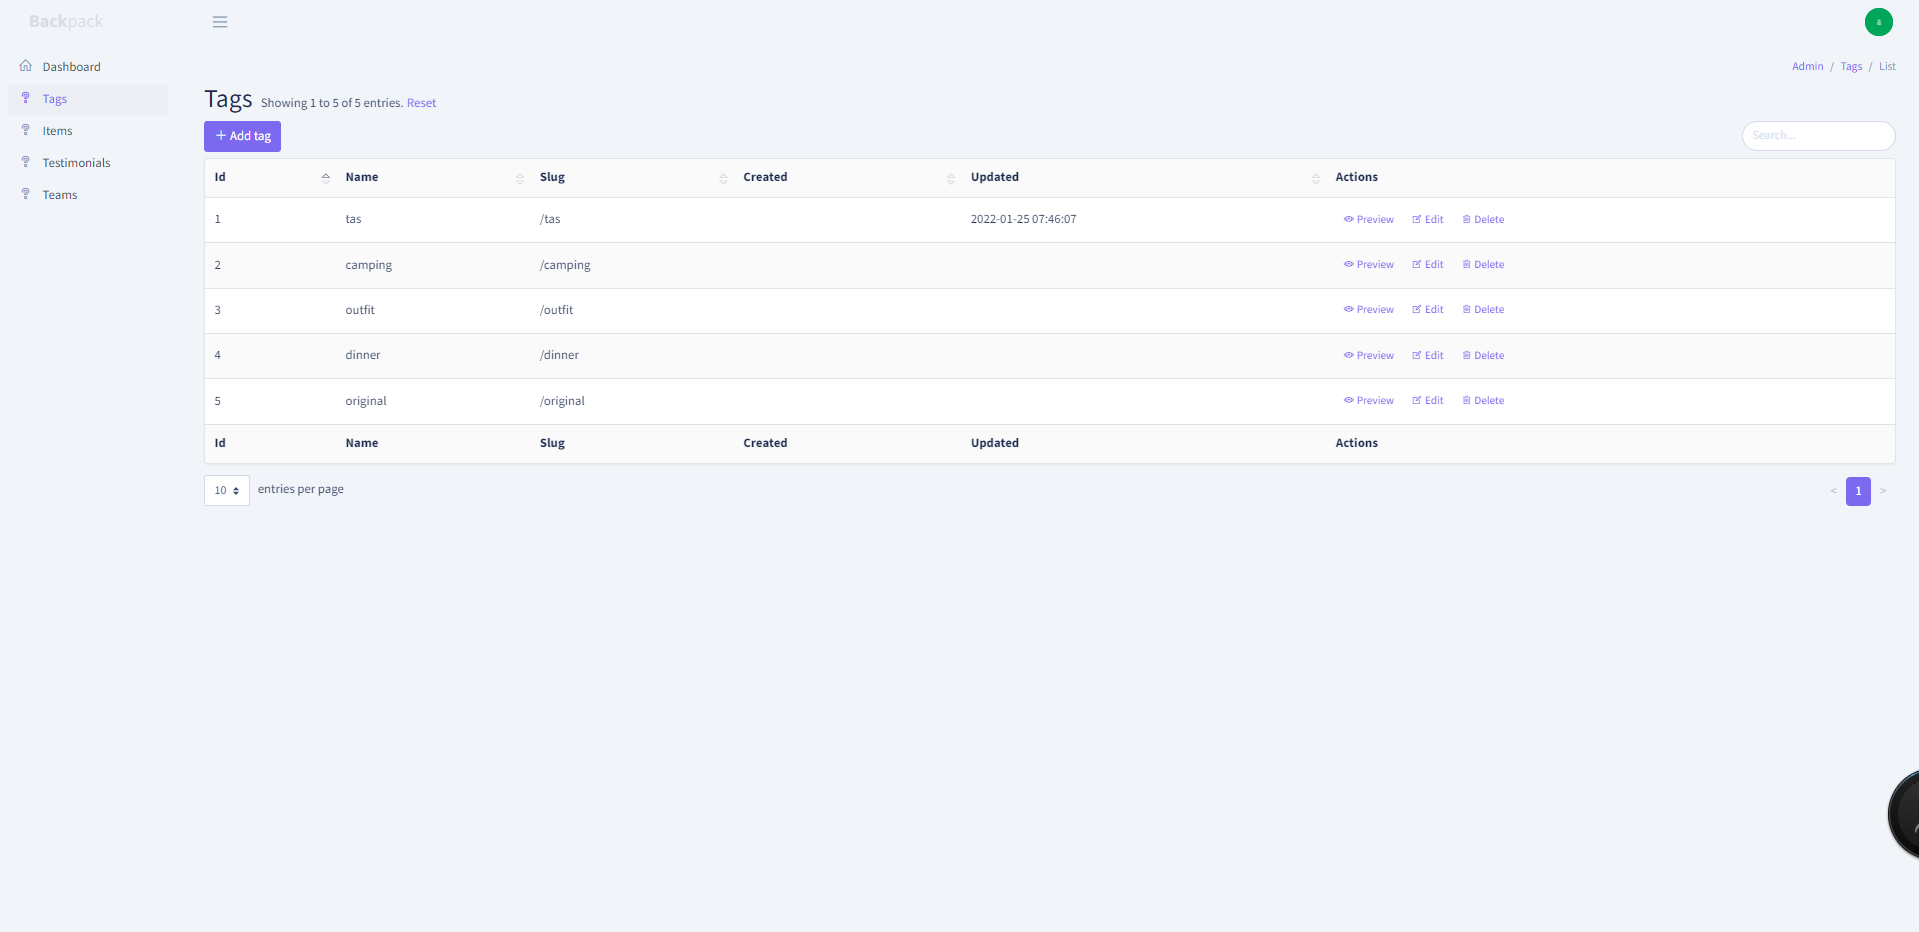 Backpack
a
Dashboard
Tags
Items
Testimonials
Teams
Admin / Tags / List
Tags Showing 1 to 5 of 5 entries. Reset
+ Add tag
Search...
Id Name Slug Created Updated Actions
1 tas /tas 2022-01-25 07:46:07 Preview Edit Delete
2 camping /camping Preview Edit Delete
3 outfit /outfit Preview Edit Delete
4 dinner /dinner Preview Edit Delete
5 original /original Preview Edit Delete
Id Name Slug Created Updated Actions
10 entries per page
< 1 >